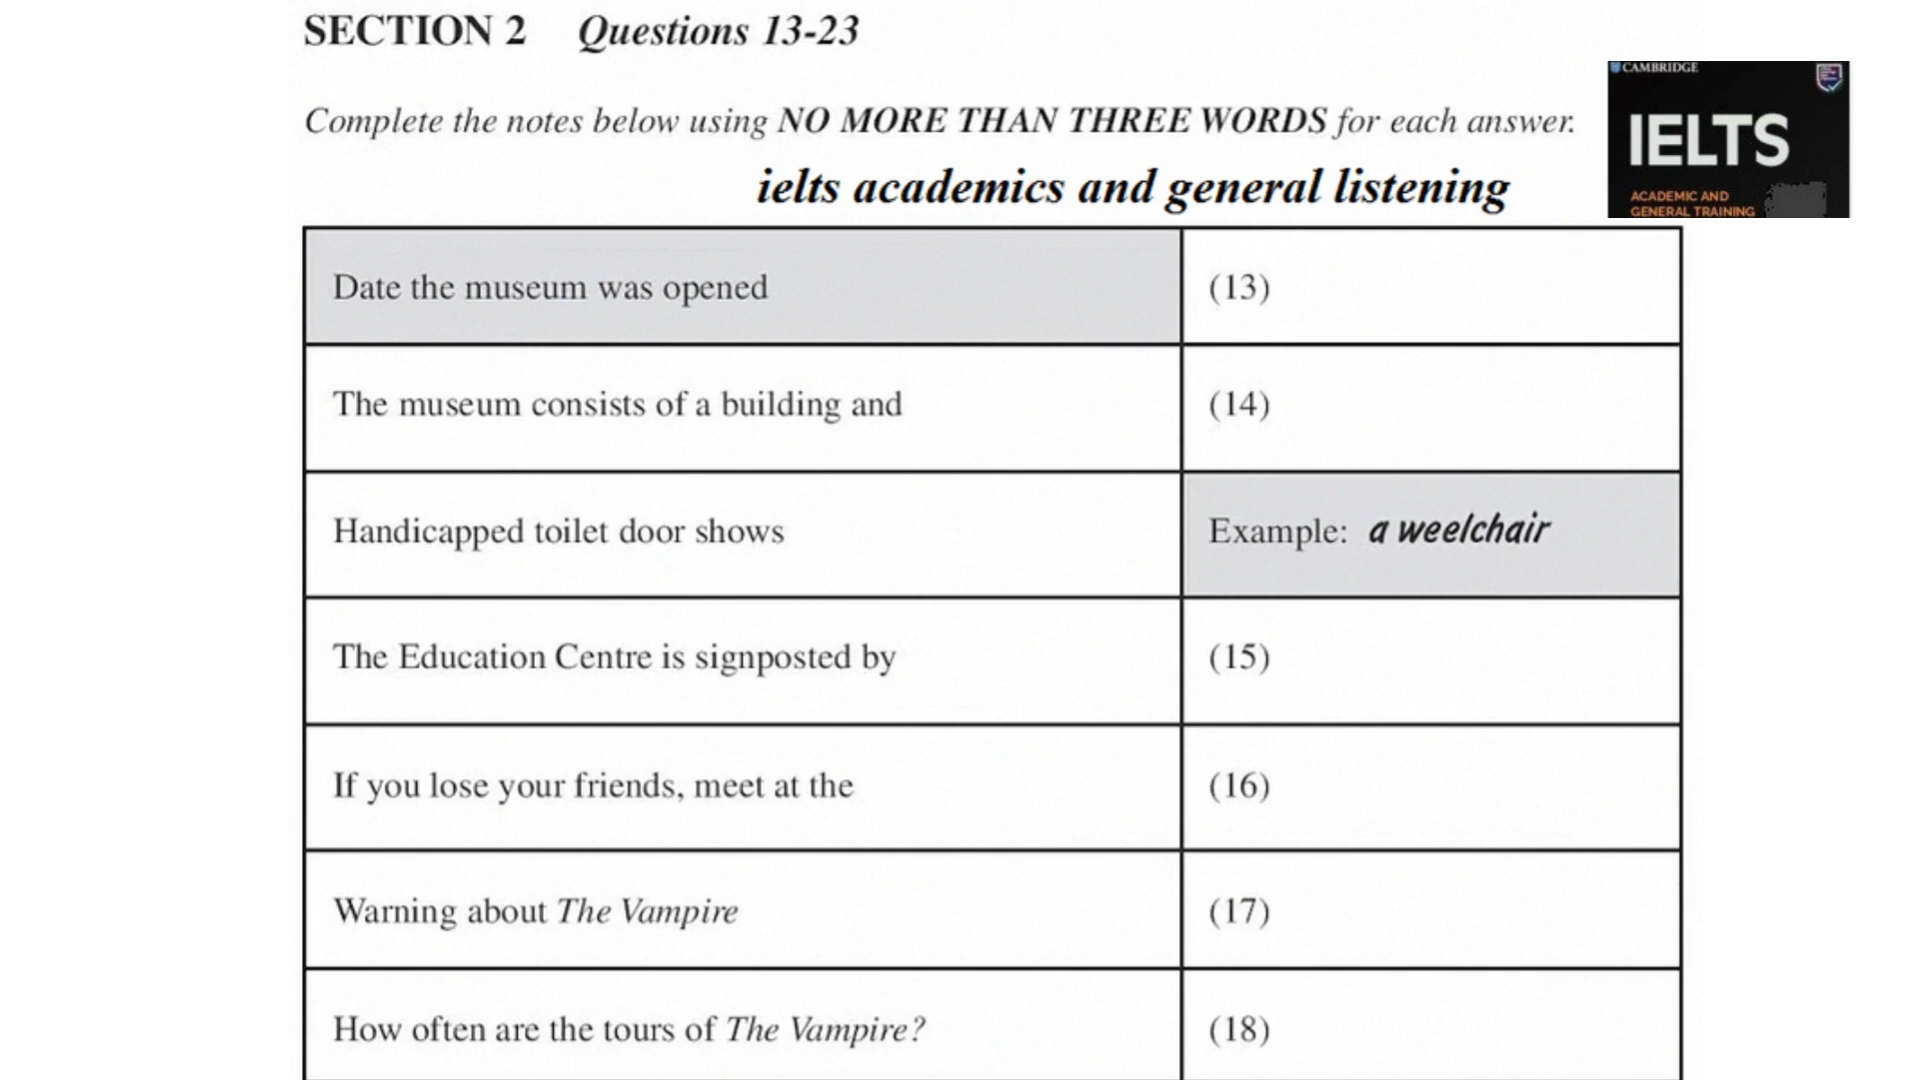 SECTION 2 Questions 13-23
CAMBRIDGE
IELTS
ACADEMIC AND
GENERAL TRAINING
Complete the notes below using NO MORE THAN THREE WORDS for each answer.
ielts academics and general listening
Date the museum was opened (13)
The museum consists of a building and (14)
Handicapped toilet door shows Example: a weelchair
The Education Centre is signposted by (15)
If you lose your friends, meet at the (16)
Warning about The Vampire (17)
How often are the tours of The Vampire? (18)